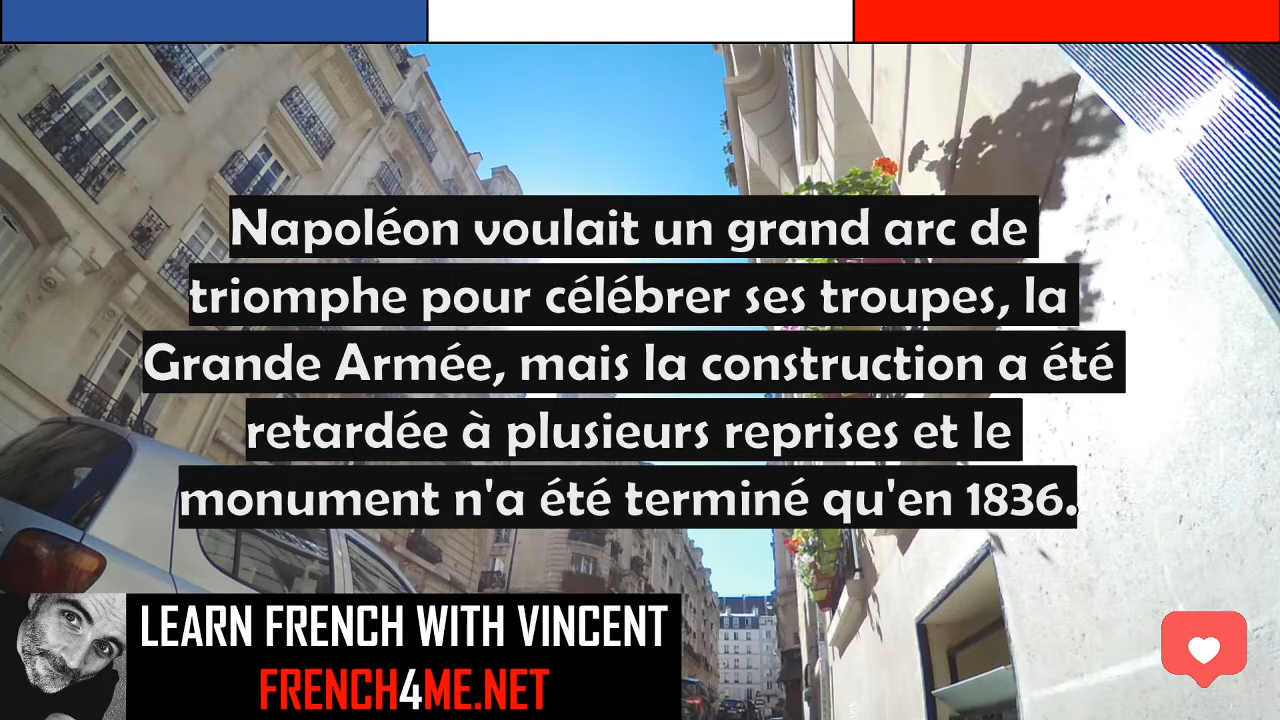 Napoléon voulait un grand arc de
triomphe pour célébrer ses troupes, la
Grande Armée, mais la construction a été
retardée à plusieurs reprises et le
monument n'a été terminé qu'en 1836.
LEARN FRENCH WITH VINCENT
FRENCH4ME.NET